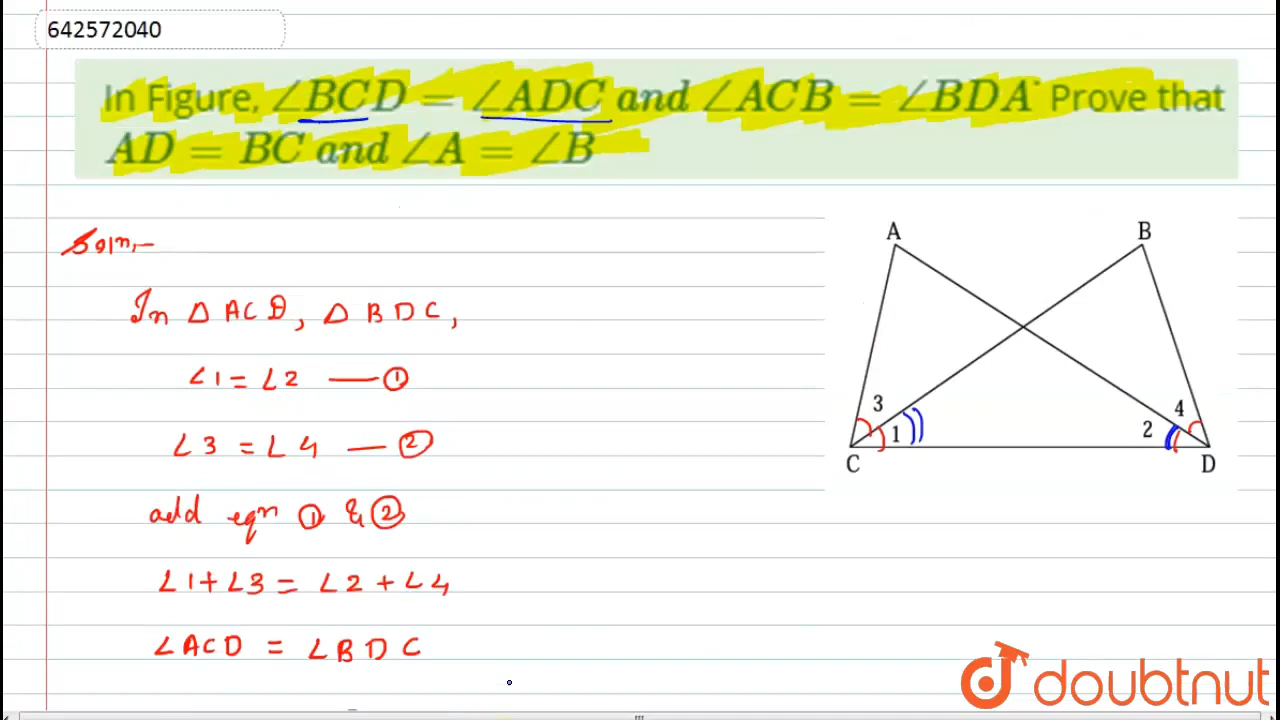 642572040
In Figure, ∠BCD = ∠ADC and ∠ACB = ∠BDA Prove that
AD = BC and ∠A = ∠B
Soln,-
In △ ACD, △ BDC,
∠1 = ∠2 — ①
∠3 = ∠4 — ②
add eqn ① & ②
∠1+∠3 = ∠2 + ∠4
∠ACD = ∠BDC
A
B
3
1
2
4
C
D
doubtnut